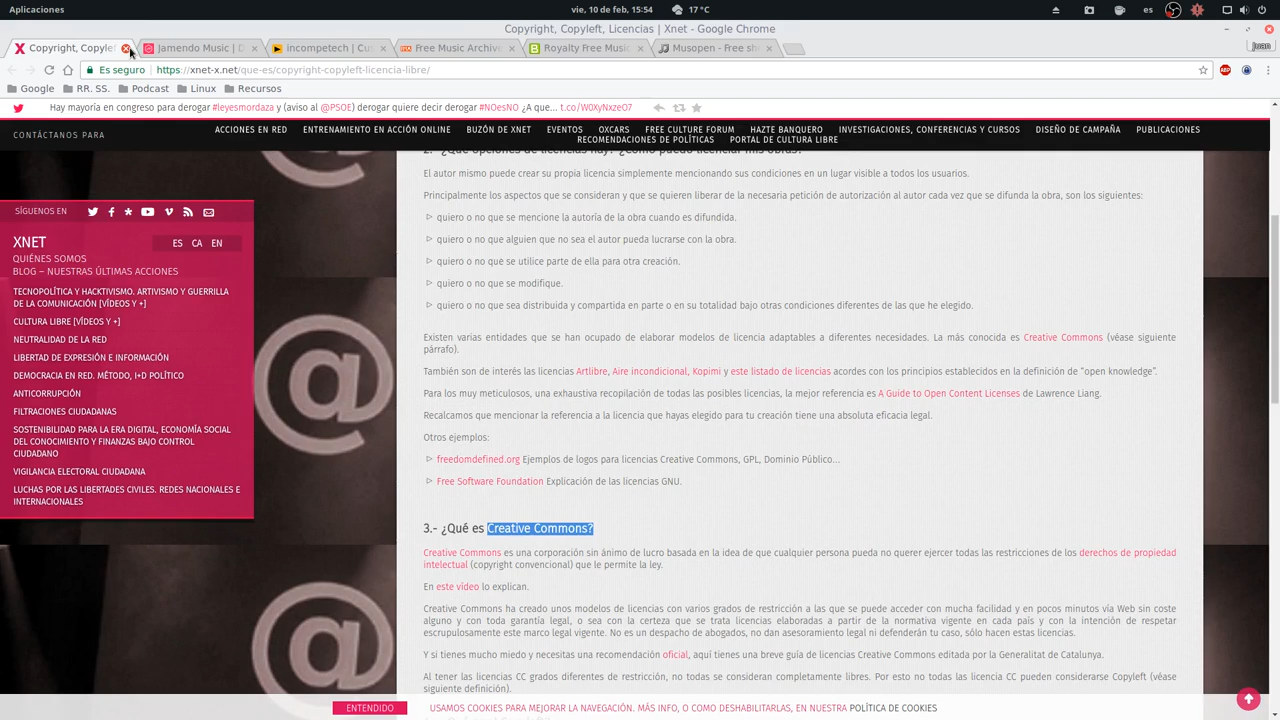 Aplicaciones
vie, 10 de feb, 15:54
17 °C
es
Copyright, Copyleft, Licencias | Xnet - Google Chrome
Copyright, Copyle
Jamendo Music | D
incompetech | Cus
Free Music Archive
Royalty Free Music
Musopen - Free sh
Juan
Es seguro
https://xnet-x.net/que-es/copyright-copyleft-licencia-libre/
ABP
Google
RR. SS.
Podcast
Linux
Recursos
Hay mayoría en congreso para derogar #leyesmordaza y (aviso al @PSOE) derogar quiere decir derogar #NOesNO ¿A que... t.co/W0XyNxzeO7
CONTÁCTANOS PARA
ACCIONES EN RED
ENTRENAMIENTO EN ACCIÓN ONLINE
BUZÓN DE XNET
EVENTOS
OXCARS
FREE CULTURE FORUM
HAZTE BANQUERO
INVESTIGACIONES, CONFERENCIAS Y CURSOS
DISEÑO DE CAMPAÑA
PUBLICACIONES
RECOMENDACIONES DE POLÍTICAS
PORTAL DE CULTURA LIBRE
SÍGUENOS EN
XNET
ES CA EN
QUIÉNES SOMOS
BLOG – NUESTRAS ÚLTIMAS ACCIONES
TECNOPOLÍTICA Y HACKTIVISMO. ARTIVISMO Y GUERRILLA
DE LA COMUNICACIÓN [VÍDEOS Y +]
CULTURA LIBRE [VÍDEOS Y +]
NEUTRALIDAD DE LA RED
LIBERTAD DE EXPRESIÓN E INFORMACIÓN
DEMOCRACIA EN RED. MÉTODO, I+D POLÍTICO
ANTICORRUPCIÓN
FILTRACIONES CIUDADANAS
SOSTENIBILIDAD PARA LA ERA DIGITAL, ECONOMÍA SOCIAL
DEL CONOCIMIENTO Y FINANZAS BAJO CONTROL
CIUDADANO
VIGILANCIA ELECTORAL CIUDADANA
LUCHAS POR LAS LIBERTADES CIVILES. REDES NACIONALES E
INTERNACIONALES
2.- ¿Qué opciones de licencias hay? ¿Cómo puedo licenciar mis obras?
El autor mismo puede crear su propia licencia simplemente mencionando sus condiciones en un lugar visible a todos los usuarios.
Principalmente los aspectos que se consideran y que se quieren liberar de la necesaria petición de autorización al autor cada vez que se difunda la obra, son los siguientes:
quiero o no que se mencione la autoría de la obra cuando es difundida.
quiero o no que alguien que no sea el autor pueda lucrarse con la obra.
quiero o no que se utilice parte de ella para otra creación.
quiero o no que se modifique.
quiero o no que sea distribuida y compartida en parte o en su totalidad bajo otras condiciones diferentes de las que he elegido.
Existen varias entidades que se han ocupado de elaborar modelos de licencia adaptables a diferentes necesidades. La más conocida es Creative Commons (véase siguiente
párrafo).
También son de interés las licencias Artlibre, Aire incondicional, Kopimi y este listado de licencias acordes con los principios establecidos en la definición de “open knowledge”.
Para los muy meticulosos, una exhaustiva recopilación de todas las posibles licencias, la mejor referencia es A Guide to Open Content Licenses de Lawrence Liang.
Recalcamos que mencionar la referencia a la licencia que hayas elegido para tu creación tiene una absoluta eficacia legal.
Otros ejemplos:
freedomdefined.org Ejemplos de logos para licencias Creative Commons, GPL, Dominio Público...
Free Software Foundation Explicación de las licencias GNU.
3.- ¿Qué es Creative Commons?
Creative Commons es una corporación sin ánimo de lucro basada en la idea de que cualquier persona pueda no querer ejercer todas las restricciones de los derechos de propiedad
intelectual (copyright convencional) que le permite la ley.
En este vídeo lo explican.
Creative Commons ha creado unos modelos de licencias con varios grados de restricción a las que se puede acceder con mucha facilidad y en pocos minutos vía Web sin coste
alguno y con toda garantía legal, o sea con la certeza que se trata licencias elaboradas a partir de la normativa vigente en cada país y con la intención de respetar
escrupulosamente este marco legal vigente. No es un despacho de abogados, no dan asesoramiento legal ni defenderán tu caso, sólo hacen estas licencias.
Y si tienes mucho miedo y necesitas una recomendación oficial, aquí tienes una breve guía de licencias Creative Commons editada por la Generalitat de Catalunya.
Al tener las licencias CC grados diferentes de restricción, no todas se consideran completamente libres. Por esto no todas las licencias CC pueden considerarse Copyleft (véase
siguiente definición).
ENTENDIDO
USAMOS COOKIES PARA MEJORAR LA NAVEGACIÓN. MÁS INFO, O COMO DESHABILITARLAS, EN NUESTRA POLÍTICA DE COOKIES